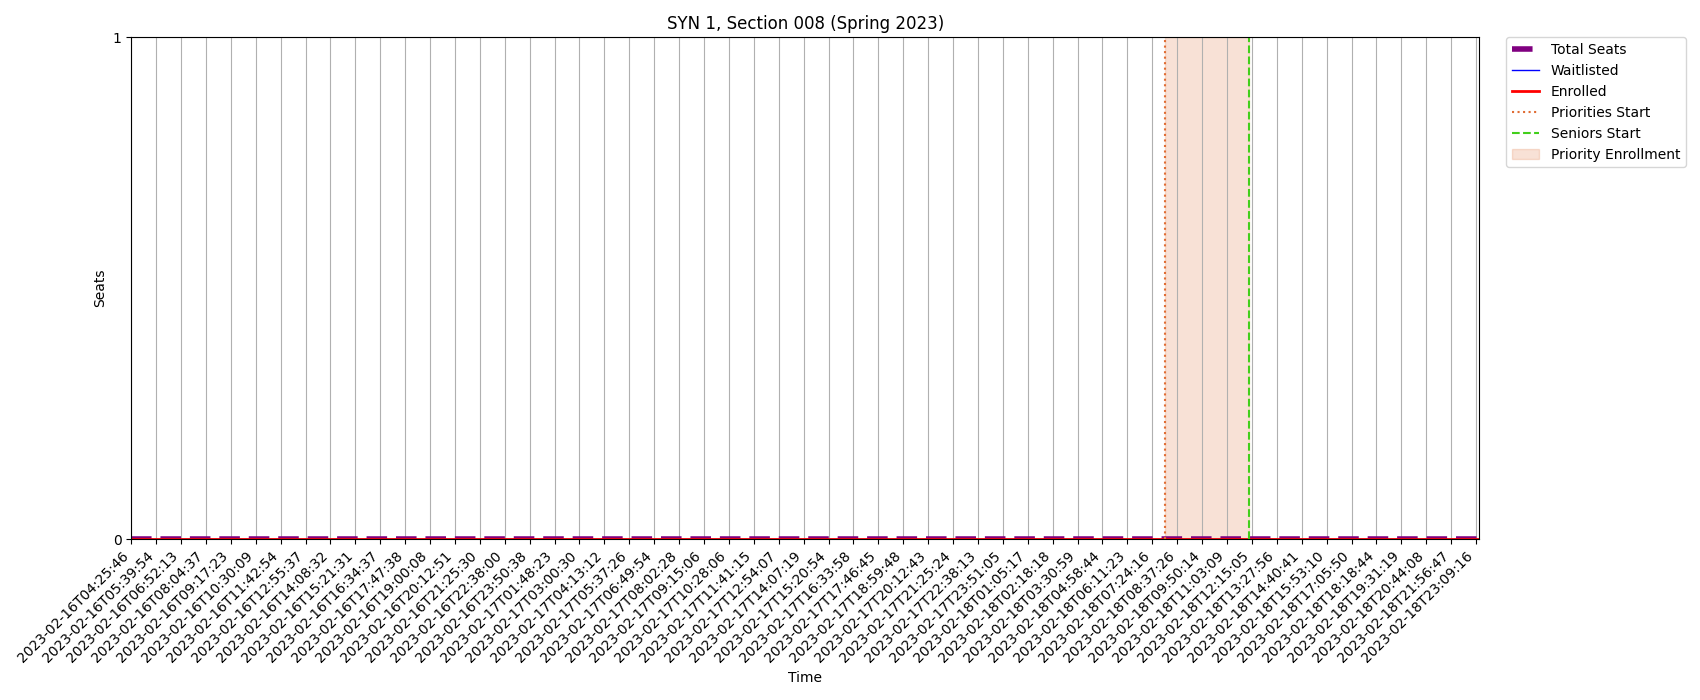 SYN 1, Section 008 (Spring 2023)
1
0
Seats
Total Seats
Waitlisted
Enrolled
Priorities Start
Seniors Start
Priority Enrollment
2023-02-16T04:25:46
2023-02-16T05:39:54
2023-02-16T06:52:13
2023-02-16T08:04:37
2023-02-16T09:17:23
2023-02-16T10:30:09
2023-02-16T11:42:54
2023-02-16T12:55:37
2023-02-16T14:08:32
2023-02-16T15:21:31
2023-02-16T16:34:37
2023-02-16T17:47:38
2023-02-16T19:00:08
2023-02-16T20:12:51
2023-02-16T21:25:30
2023-02-16T22:38:00
2023-02-16T23:50:38
2023-02-17T01:48:23
2023-02-17T03:00:30
2023-02-17T04:13:12
2023-02-17T05:37:26
2023-02-17T06:49:54
2023-02-17T08:02:28
2023-02-17T09:15:06
2023-02-17T10:28:06
2023-02-17T11:41:15
2023-02-17T12:54:07
2023-02-17T14:07:19
2023-02-17T15:20:54
2023-02-17T16:33:58
2023-02-17T17:46:45
2023-02-17T18:59:48
2023-02-17T20:12:43
2023-02-17T21:25:24
2023-02-17T22:38:13
2023-02-17T23:51:05
2023-02-18T01:05:17
2023-02-18T02:18:18
2023-02-18T03:30:59
2023-02-18T04:58:44
2023-02-18T06:11:23
2023-02-18T07:24:16
2023-02-18T08:37:26
2023-02-18T09:50:14
2023-02-18T11:03:09
2023-02-18T12:15:05
2023-02-18T13:27:56
2023-02-18T14:40:41
2023-02-18T15:53:10
2023-02-18T17:05:50
2023-02-18T18:18:44
2023-02-18T19:31:19
2023-02-18T20:44:08
2023-02-18T21:56:47
2023-02-18T23:09:16
Time